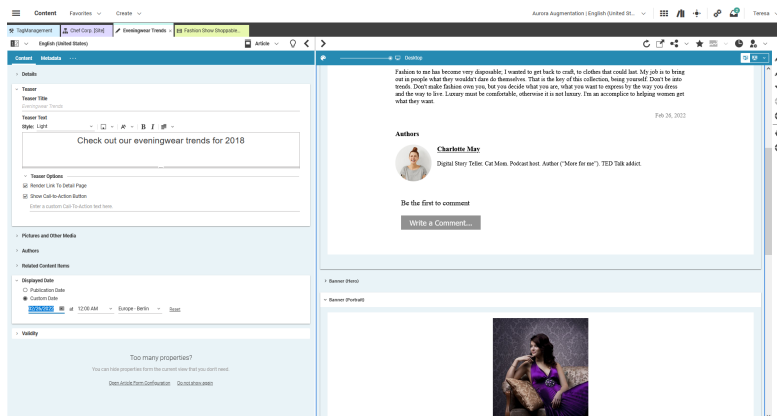 Content Favorites Create Aurora Augmentation | English (United St... Teresa
TagManagement Chef Corp. [Site] Eveningwear Trends × Fashion Show Shoppable...
English (United States) Article
Content Metadata ···
Details
Teaser
Teaser Title
Eveningwear Trends
Teaser Text
Style: Light B I
Check out our eveningwear trends for 2018
Teaser Options
Render Link To Detail Page
Show Call-to-Action Button
Enter a custom Call-To-Action text here.
Pictures and Other Media
Authors
Related Content Items
Displayed Date
Publication Date
Custom Date
at 12:00 AM Europe - Berlin Reset
Validity
Too many properties?
You can hide properties form the current view that you don't need.
Open Article Form Configuration Do not show again
Desktop
Fashion to me has become very disposable, I wanted to get back to craft; to clothes that could last. My job is to bring
out in people what they wouldn't dare do themselves. That is the key of this collection, being yourself. Don't be into
trends. Don't make fashion own you, but you decide what you are, what you want to express by the way you dress
and the way to live. Luxury must be comfortable, otherwise it is not luxury. I'm an accomplice to helping women get
what they want.
Feb 24, 2022
Authors
Charlotte May
Digital Story Teller. Cat Mom. Podcast host. Author ("More for me"). TED Talk addict.
Be the first to comment
Write a Comment...
Banner (Hero)
Banner (Portrait)